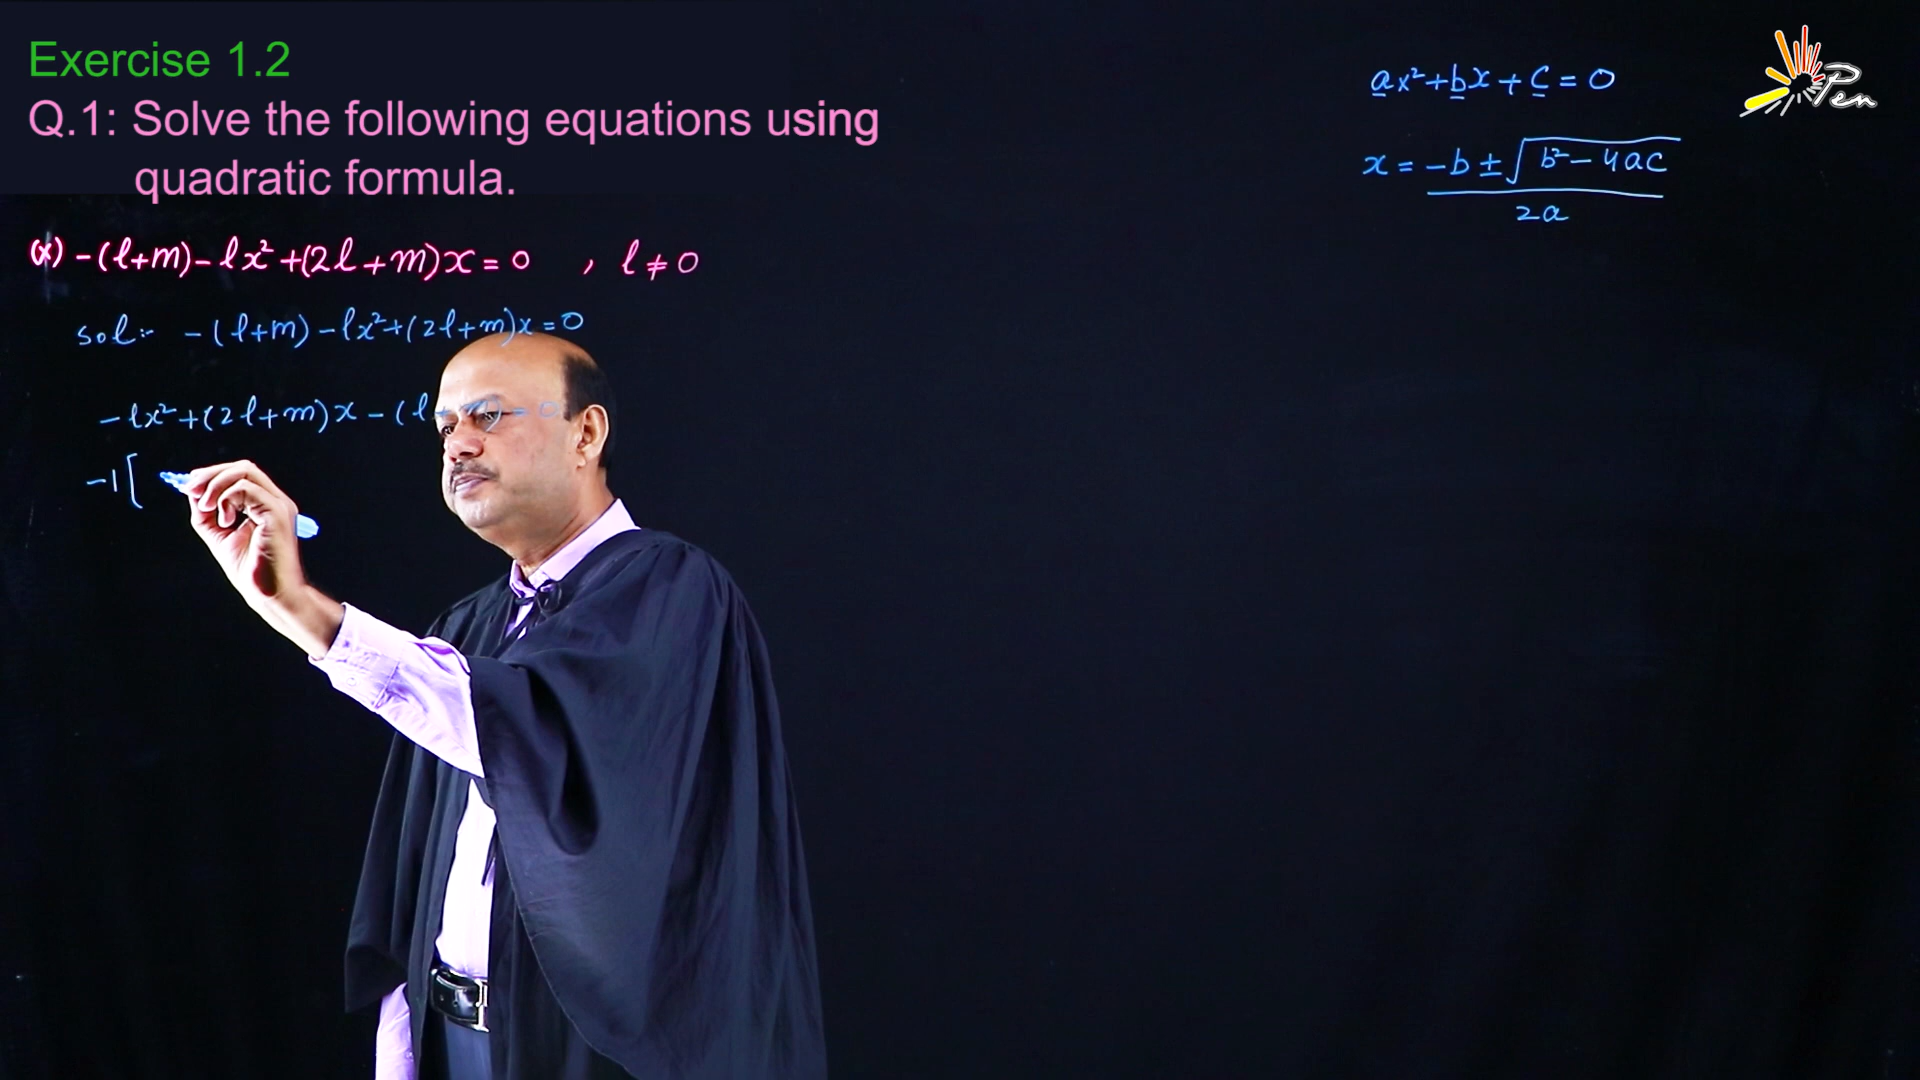 Exercise 1.2
Q.1: Solve the following equations using
quadratic formula.
(x) -(l+m)-lx²+(2l+m)x=0 , l≠0
Sol:- -(l+m)-lx²+(2l+m)x=0
-lx²+(2l+m)x-(l+m)=0
-1[
ax²+bx+c=0
x = -b ± √b²-4ac
2a
Pen